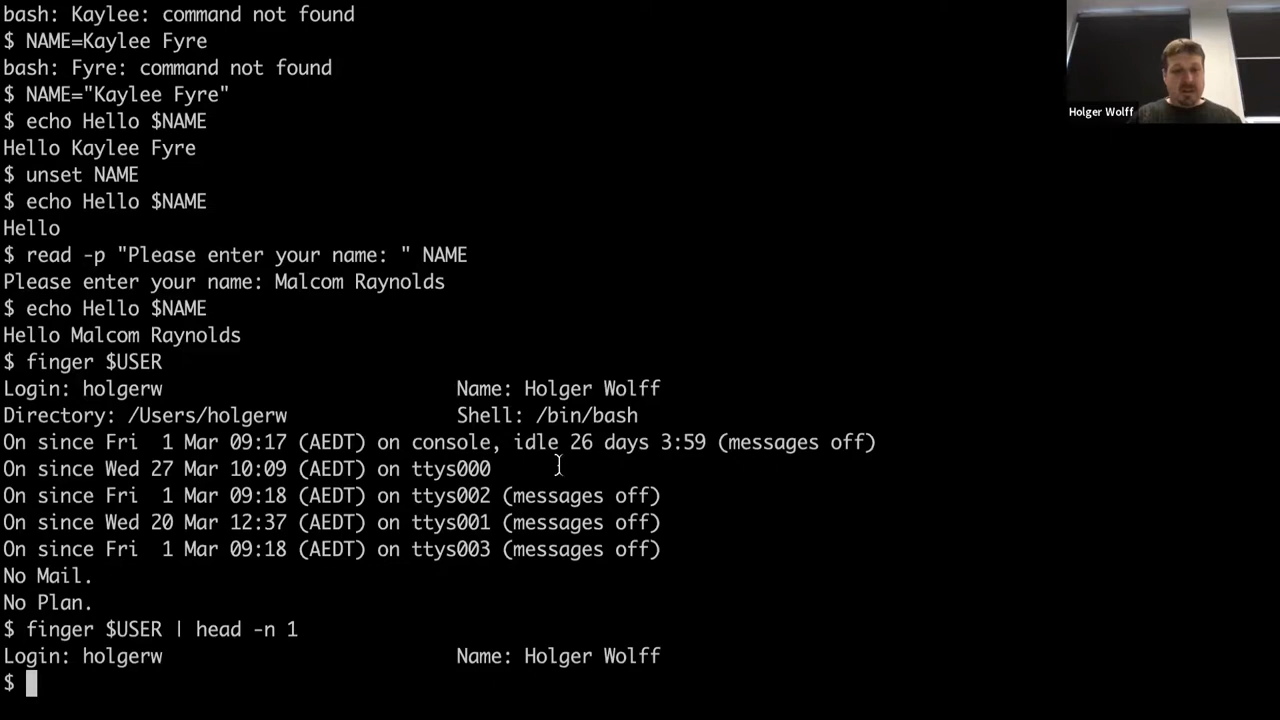 bash: Kaylee: command not found
$ NAME=Kaylee Fyre
bash: Fyre: command not found
$ NAME="Kaylee Fyre"
$ echo Hello $NAME
Hello Kaylee Fyre
$ unset NAME
$ echo Hello $NAME
Hello
$ read -p "Please enter your name: " NAME
Please enter your name: Malcom Raynolds
$ echo Hello $NAME
Hello Malcom Raynolds
$ finger $USER
Login: holgerw Name: Holger Wolff
Directory: /Users/holgerw Shell: /bin/bash
On since Fri  1 Mar 09:17 (AEDT) on console, idle 26 days 3:59 (messages off)
On since Wed 27 Mar 10:09 (AEDT) on ttys000
On since Fri  1 Mar 09:18 (AEDT) on ttys002 (messages off)
On since Wed 20 Mar 12:37 (AEDT) on ttys001 (messages off)
On since Fri  1 Mar 09:18 (AEDT) on ttys003 (messages off)
No Mail.
No Plan.
$ finger $USER | head -n 1
Login: holgerw Name: Holger Wolff
$
Holger Wolff